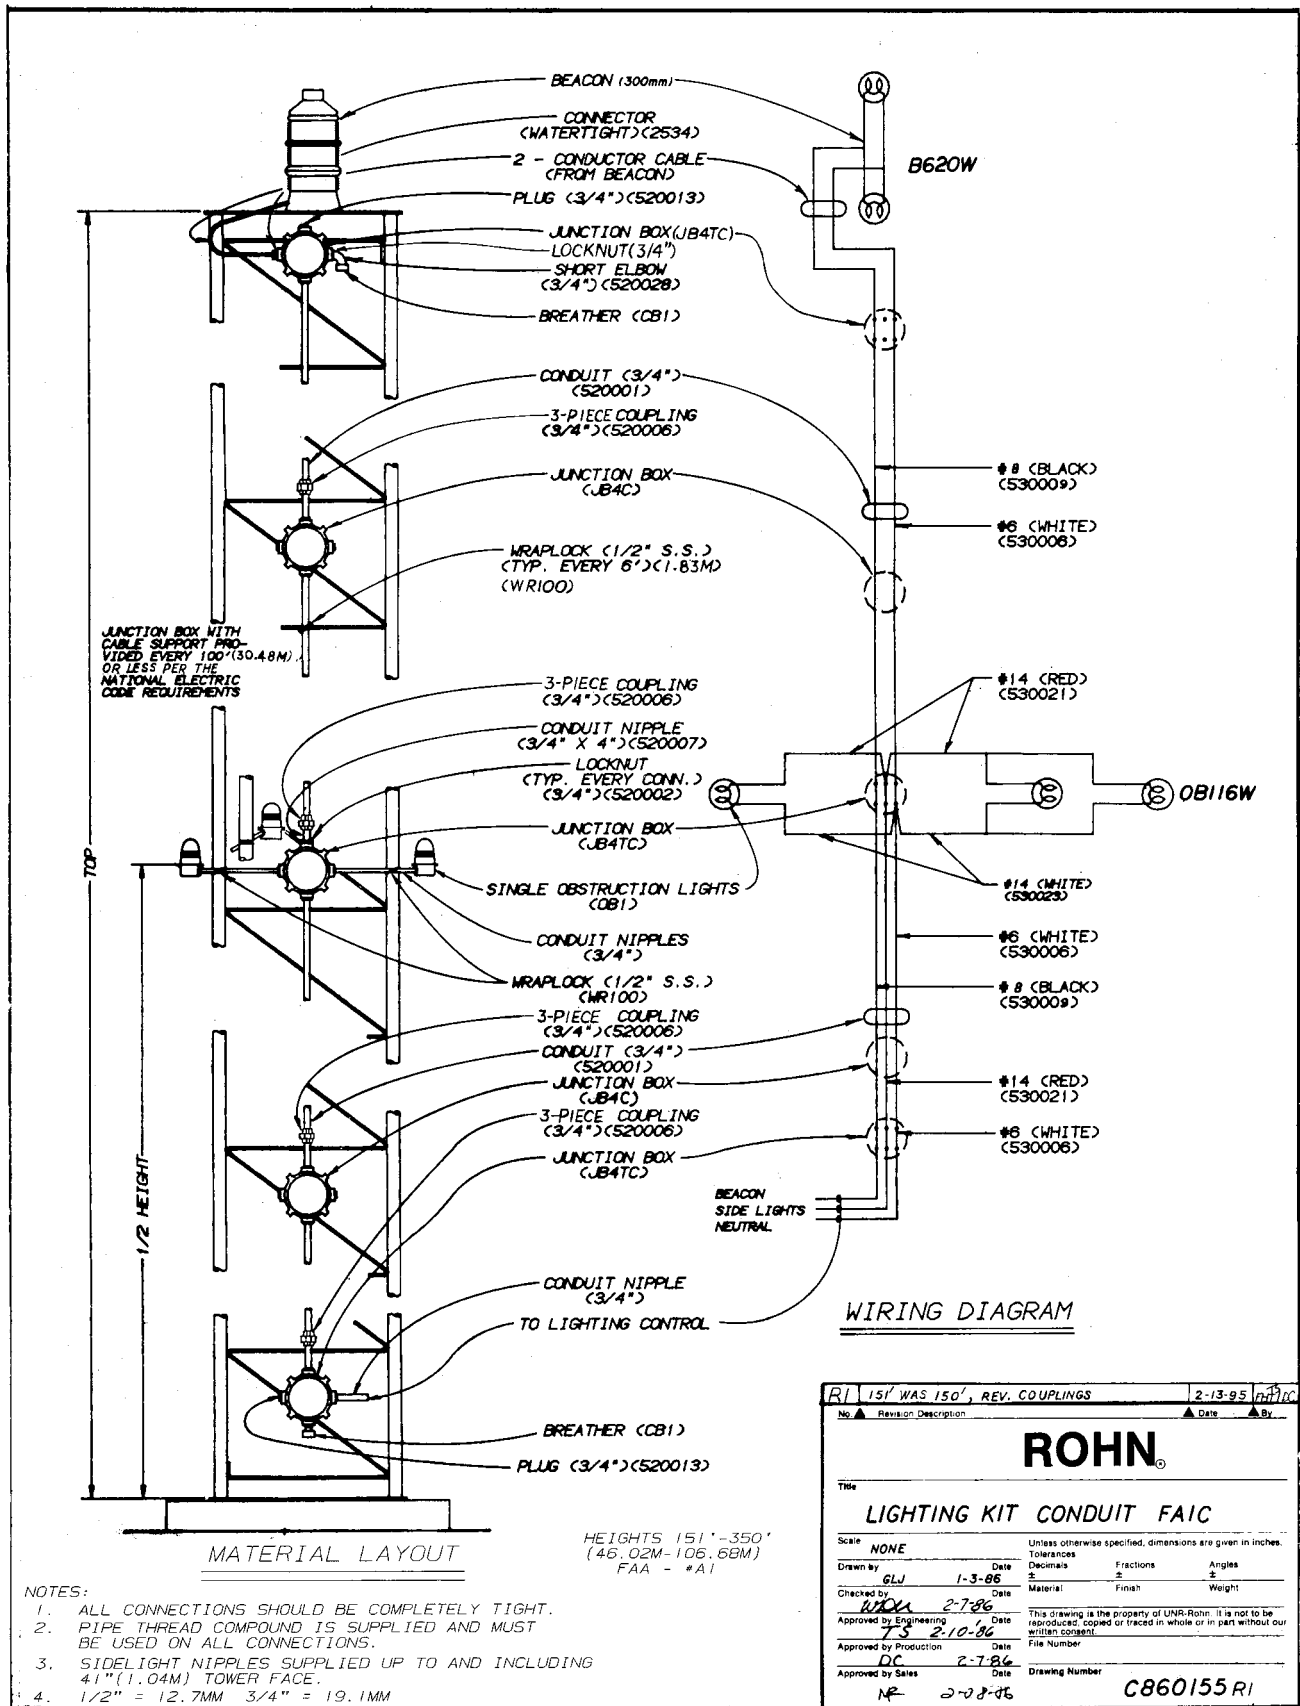 BEACON (300mm)
CONNECTOR
(WATERTIGHT)(2534)
2 - CONDUCTOR CABLE
(FROM BEACON)
PLUG (3/4")(520013)
JUNCTION BOX(JB4TC)
LOCKNUT(3/4")
SHORT ELBOW
(3/4")(520028)
BREATHER (CB1)
CONDUIT (3/4")
(520001)
3-PIECE COUPLING
(3/4")(520006)
JUNCTION BOX
(JB4C)
WRAPLOCK (1/2" S.S.)
(TYP. EVERY 6')(1.83M)
(WR100)
JUNCTION BOX WITH
CABLE SUPPORT PRO-
VIDED EVERY 100'(30.48M)
OR LESS PER THE
NATIONAL ELECTRIC
CODE REQUIREMENTS
3-PIECE COUPLING
(3/4")(520006)
CONDUIT NIPPLE
(3/4" X 4")(520007)
LOCKNUT
(TYP. EVERY CONN.)
(3/4")(520002)
JUNCTION BOX
(JB4TC)
SINGLE OBSTRUCTION LIGHTS
(OB1)
CONDUIT NIPPLES
(3/4")
WRAPLOCK (1/2" S.S.)
(WR100)
3-PIECE COUPLING
(3/4")(520006)
CONDUIT (3/4")
(520001)
JUNCTION BOX
(JB4C)
3-PIECE COUPLING
(3/4")(520006)
JUNCTION BOX
(JB4TC)
CONDUIT NIPPLE
(3/4")
TO LIGHTING CONTROL
BREATHER (CB1)
PLUG (3/4")(520013)
TOP
1/2 HEIGHT
MATERIAL LAYOUT
HEIGHTS 151'-350'
(46.02M-106.68M)
FAA - #A1
B620W
#8 (BLACK)
(530009)
#6 (WHITE)
(530006)
#14 (RED)
(530021)
OB116W
#14 (WHITE)
(530023)
#6 (WHITE)
(530006)
#8 (BLACK)
(530009)
#14 (RED)
(530021)
#6 (WHITE)
(530006)
BEACON
SIDE LIGHTS
NEUTRAL
WIRING DIAGRAM
NOTES:
1. ALL CONNECTIONS SHOULD BE COMPLETELY TIGHT.
2. PIPE THREAD COMPOUND IS SUPPLIED AND MUST
BE USED ON ALL CONNECTIONS.
3. SIDELIGHT NIPPLES SUPPLIED UP TO AND INCLUDING
41"(1.04M) TOWER FACE.
4. 1/2" = 12.7MM 3/4" = 19.1MM
R1 151' WAS 150', REV. COUPLINGS 2-13-95
No. Revision Description Date By
ROHN®
Title
LIGHTING KIT CONDUIT FAIC
Scale NONE
Unless otherwise specified, dimensions are given in inches.
Tolerances
Decimals Fractions Angles
± ± ±
Drawn by Date
GLJ 1-3-86
Material Finish Weight
Checked by Date
2-7-86
Approved by Engineering Date
TS 2-10-86
This drawing is the property of UNR-Rohn. It is not to be
reproduced, copied or traced in whole or in part without our
written consent.
Approved by Production Date
DC 2-7-86
File Number
Approved by Sales Date
Drawing Number
C860155 R1